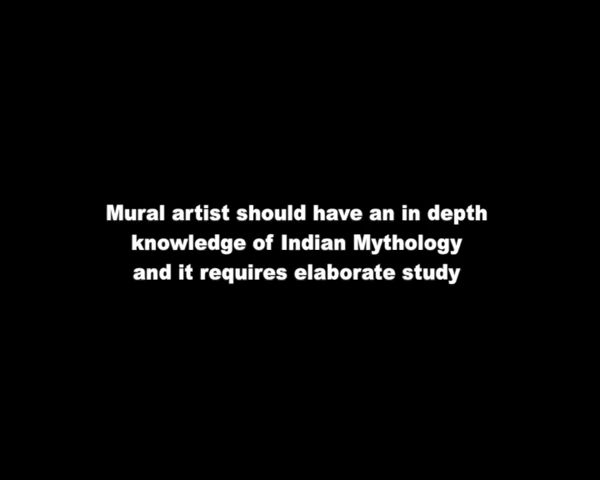 Mural artist should have an in depth
knowledge of Indian Mythology
and it requires elaborate study